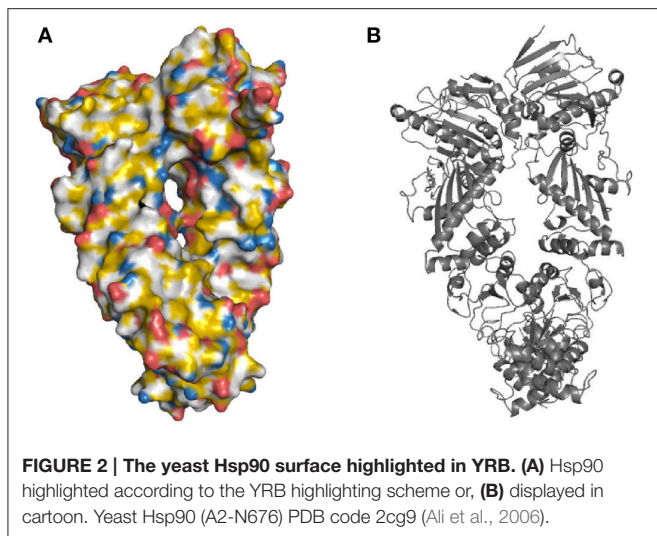 A
B
FIGURE 2 | The yeast Hsp90 surface highlighted in YRB. (A) Hsp90
highlighted according to the YRB highlighting scheme or, (B) displayed in
cartoon. Yeast Hsp90 (A2-N676) PDB code 2cg9 (Ali et al., 2006).